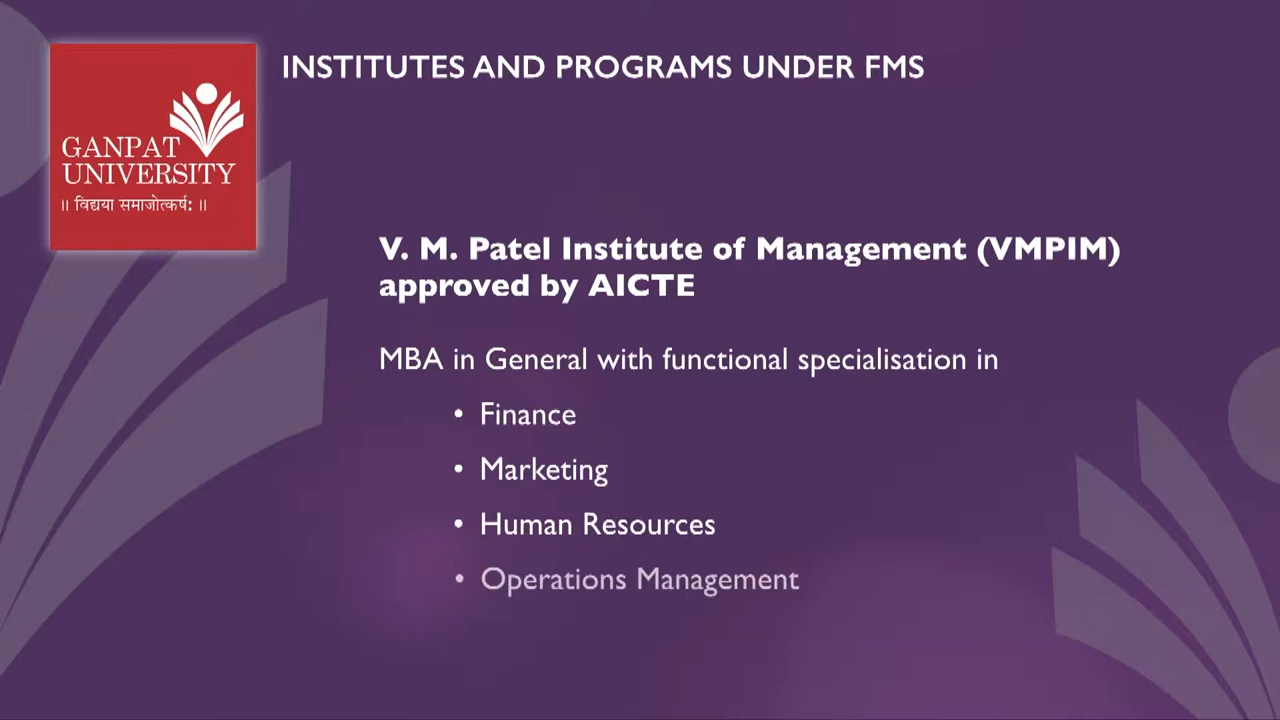 INSTITUTES AND PROGRAMS UNDER FMS
GANPAT
UNIVERSITY
॥ विद्यया समाजोत्कर्ष: ॥
V. M. Patel Institute of Management (VMPIM)
approved by AICTE
MBA in General with functional specialisation in
• Finance
• Marketing
• Human Resources
• Operations Management